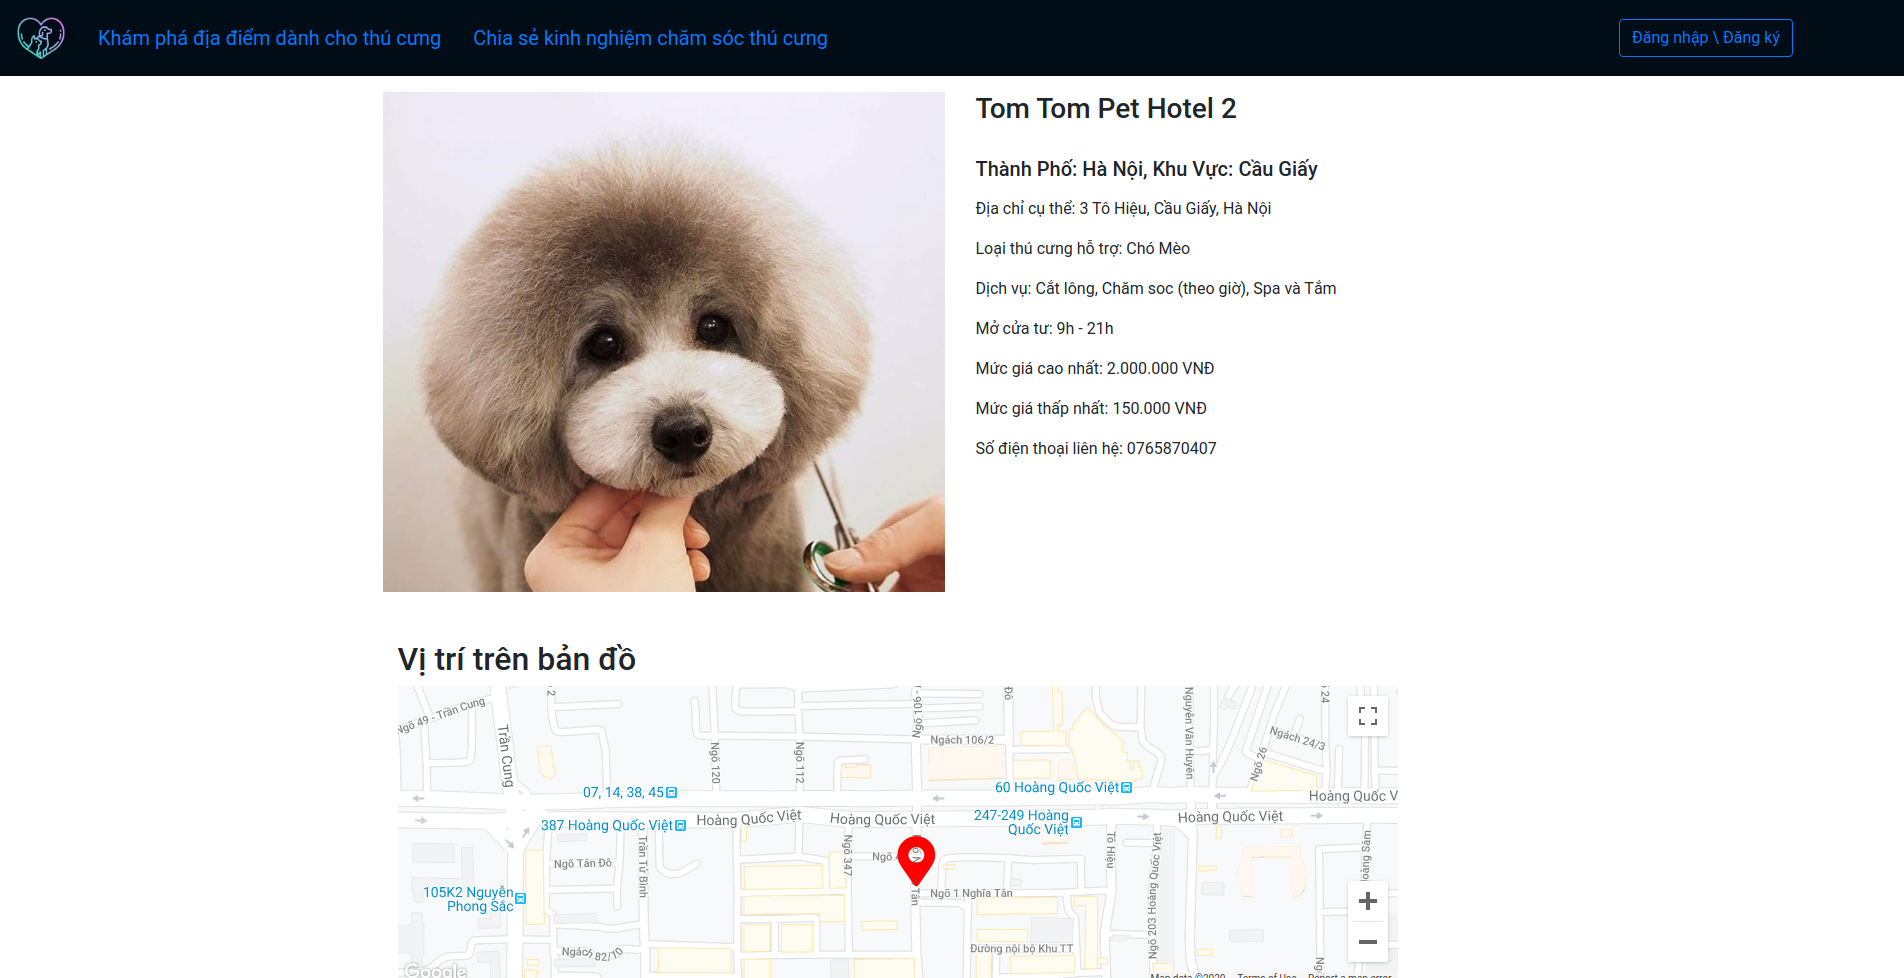 Khám phá địa điểm dành cho thú cưng
Chia sẻ kinh nghiệm chăm sóc thú cưng
Đăng nhập \ Đăng ký
Tom Tom Pet Hotel 2
Thành Phố: Hà Nội, Khu Vực: Cầu Giấy
Địa chỉ cụ thể: 3 Tô Hiệu, Cầu Giấy, Hà Nội
Loại thú cưng hỗ trợ: Chó Mèo
Dịch vụ: Cắt lông, Chăm soc (theo giờ), Spa và Tắm
Mở cửa tư: 9h - 21h
Mức giá cao nhất: 2.000.000 VNĐ
Mức giá thấp nhất: 150.000 VNĐ
Số điện thoại liên hệ: 0765870407
Vị trí trên bản đồ
Ngõ 49 - Trần Cung
Trần Cung
Ngõ 120
Ngõ 112
Ngõ 106 -
Ngách 106/2
Nguyễn Văn Huyên
Ngõ 26
Ngách 24/3
24
07, 14, 38, 45
60 Hoàng Quốc Việt
Hoàng Quốc V
387 Hoàng Quốc Việt
Hoàng Quốc Việt
Hoàng Quốc Việt
247-249 Hoàng
Quốc Việt
Hoàng Quốc Việt
Ngõ Tân Độ
Trần Tử Bình
Ngõ 347
Ngõ
Tân
Ngõ 1 Nghĩa Tân
Tô Hiệu
Ngõ 203 Hoàng Quốc Việt
Hoàng Sâm
105K2 Nguyễn
Phong Sắc
Ngách 82/70
Đường nội bộ Khu TT
Google
Map data ©2020
Terms of Use
Report a map error